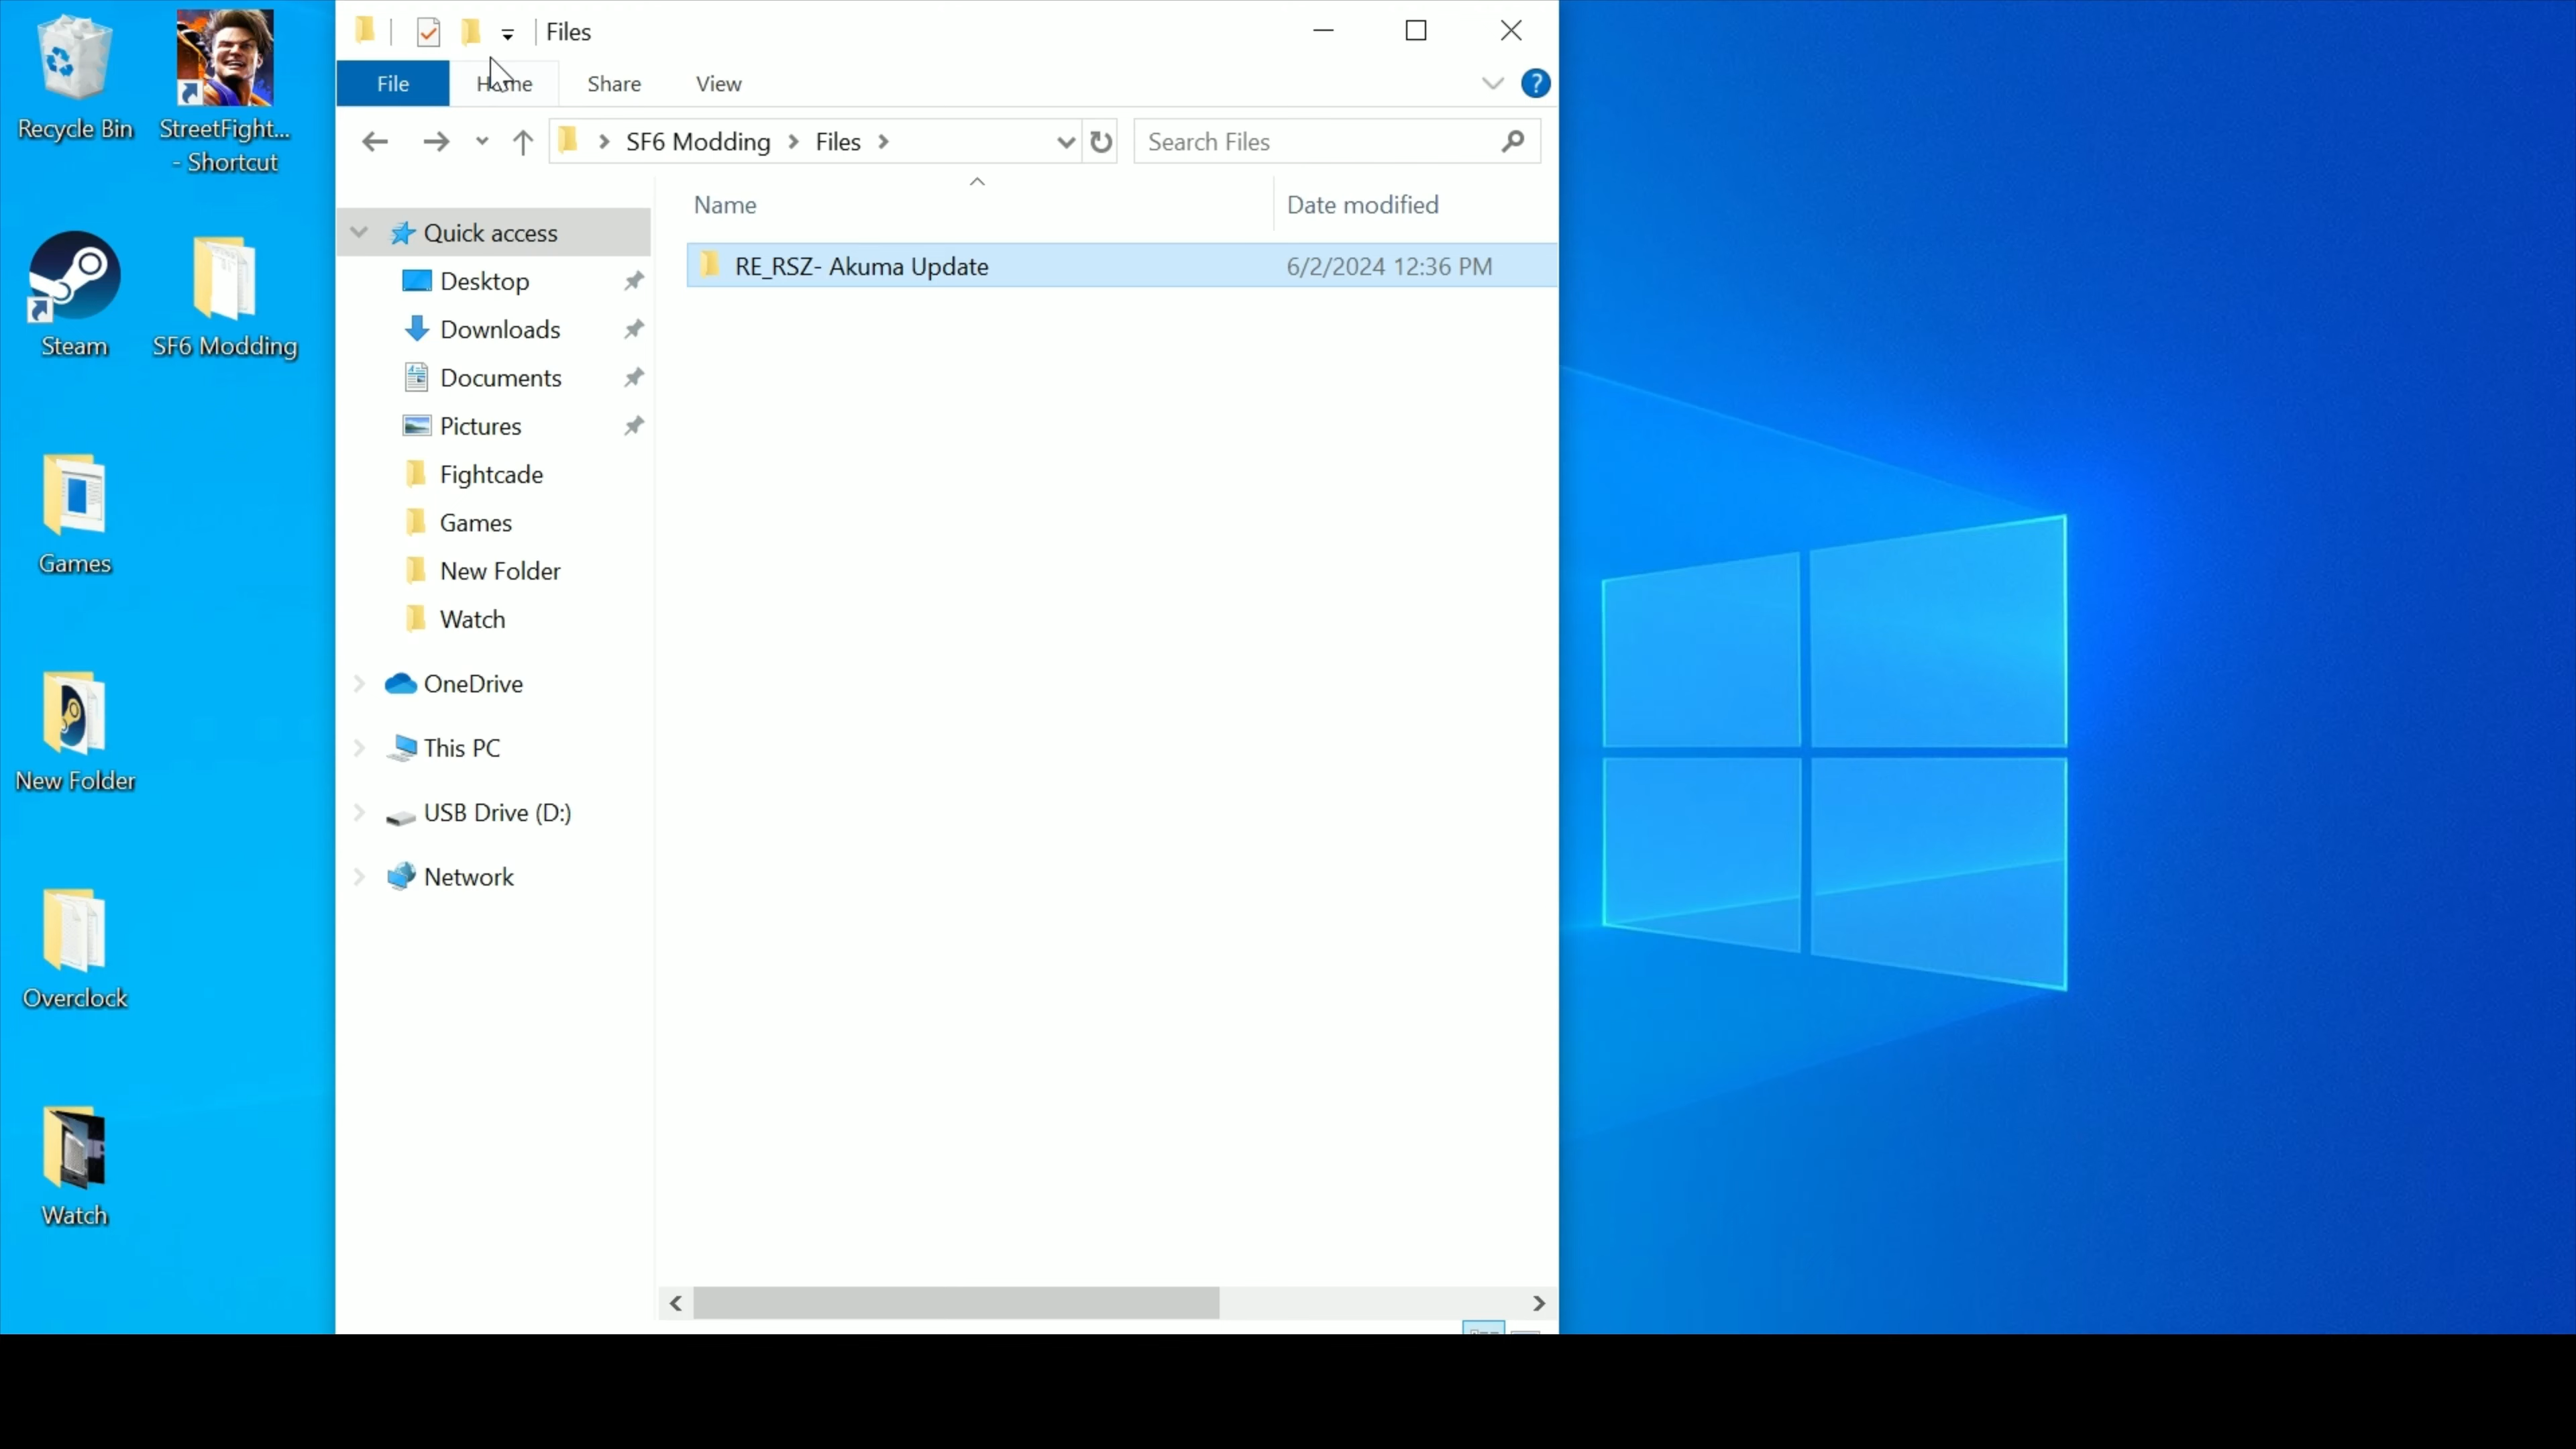 Recycle Bin
StreetFight...
- Shortcut
Steam
SF6 Modding
Games
New Folder
Overclock
Watch
Files
File
Home
Share
View
SF6 Modding
Files
Search Files
Name
Date modified
Quick access
Desktop
Downloads
Documents
Pictures
Fightcade
Games
New Folder
Watch
OneDrive
This PC
USB Drive (D:)
Network
RE_RSZ- Akuma Update
6/2/2024 12:36 PM